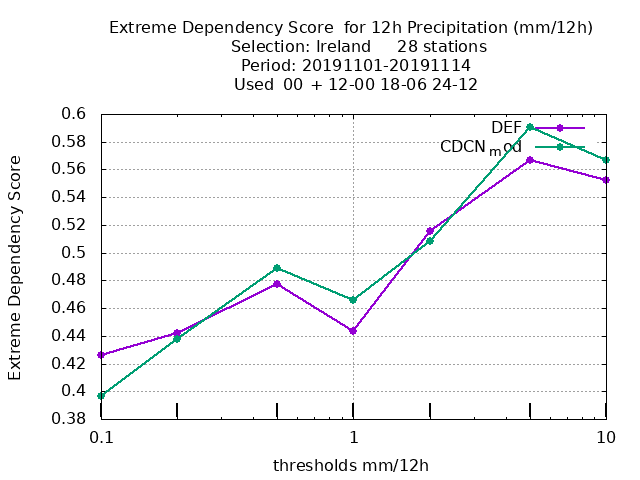 Extreme Dependency Score  for 12h Precipitation (mm/12h)
Selection: Ireland     28 stations
Period: 20191101-20191114
Used  00  + 12-00 18-06 24-12
0.6
0.58
0.56
0.54
0.52
0.5
0.48
0.46
0.44
0.42
0.4
0.38
Extreme Dependency Score
DEF
CDCN mod
0.1
1
10
thresholds mm/12h